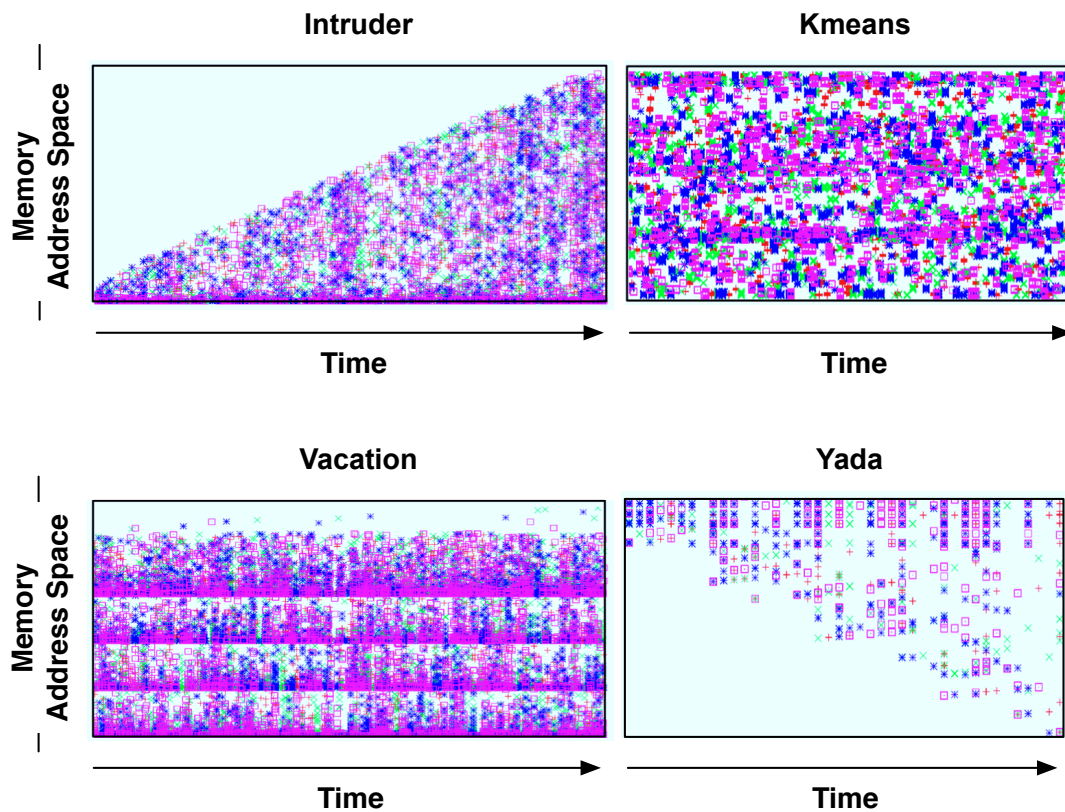 Intruder
Kmeans
Memory
Address Space
Time
Time
Vacation
Yada
Memory
Address Space
Time
Time